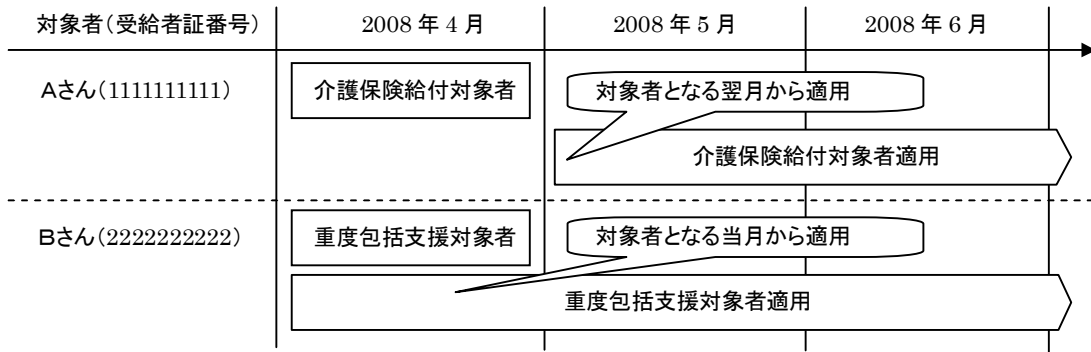 対象者(受給者証番号) 2008年4月 2008年5月 2008年6月
Aさん(1111111111) 介護保険給付対象者 対象者となる翌月から適用
介護保険給付対象者適用
Bさん(2222222222) 重度包括支援対象者 対象者となる当月から適用
重度包括支援対象者適用